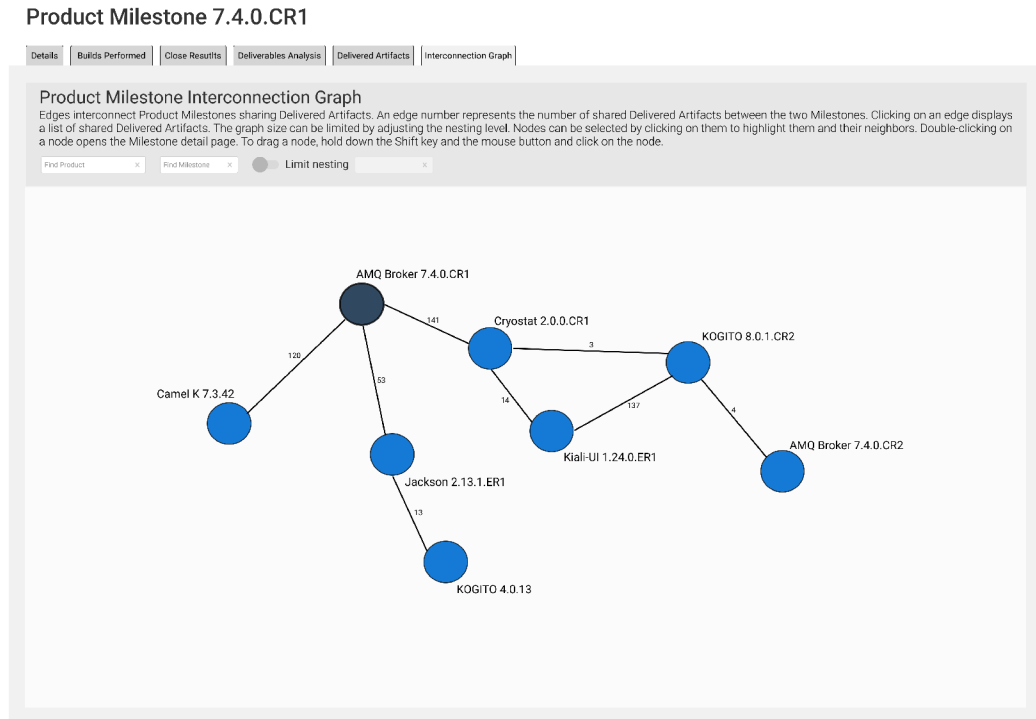 Product Milestone 7.4.0.CR1
Details
Builds Performed
Close Resutlts
Deliverables Analysis
Delivered Artifacts
Interconnection Graph
Product Milestone Interconnection Graph
Edges interconnect Product Milestones sharing Delivered Artifacts. An edge number represents the number of shared Delivered Artifacts between the two Milestones. Clicking on an edge displays
a list of shared Delivered Artifacts. The graph size can be limited by adjusting the nesting level. Nodes can be selected by clicking on them to highlight them and their neighbors. Double-clicking on
a node opens the Milestone detail page. To drag a node, hold down the Shift key and the mouse button and click on the node.
Find Product x
Find Milestone x
Limit nesting
x
AMQ Broker 7.4.0.CR1
141
Cryostat 2.0.0.CR1
KOGITO 8.0.1.CR2
3
120
53
Camel K 7.3.42
14
137
4
AMQ Broker 7.4.0.CR2
Kiali-UI 1.24.0.ER1
Jackson 2.13.1.ER1
13
KOGITO 4.0.13